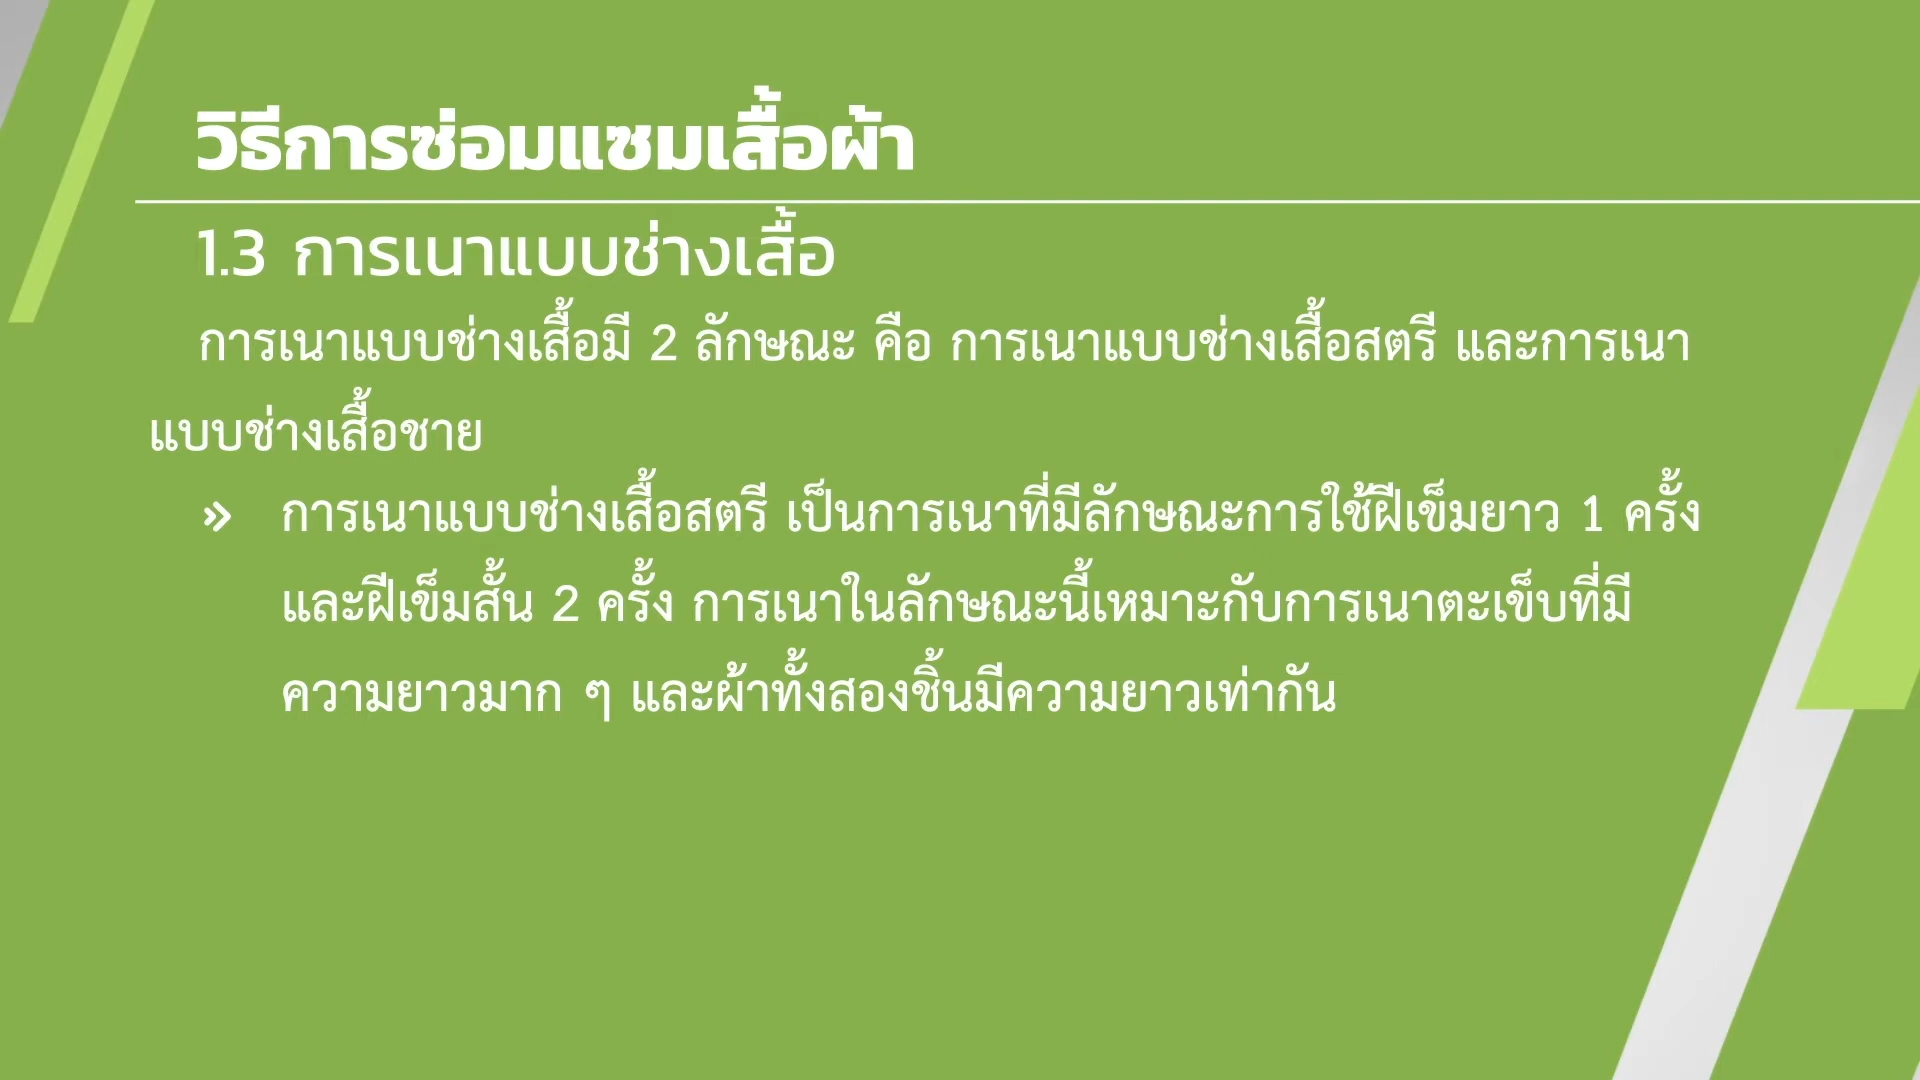 วิธีการซ่อมแซมเสื้อผ้า
1.3 การเนาแบบช่างเสื้อ
การเนาแบบช่างเสื้อมี 2 ลักษณะ คือ การเนาแบบช่างเสื้อสตรี และการเนา
แบบช่างเสื้อชาย
» การเนาแบบช่างเสื้อสตรี เป็นการเนาที่มีลักษณะการใช้ฝีเข็มยาว 1 ครั้ง
และฝีเข็มสั้น 2 ครั้ง การเนาในลักษณะนี้เหมาะกับการเนาตะเข็บที่มี
ความยาวมาก ๆ และผ้าทั้งสองชิ้นมีความยาวเท่ากัน